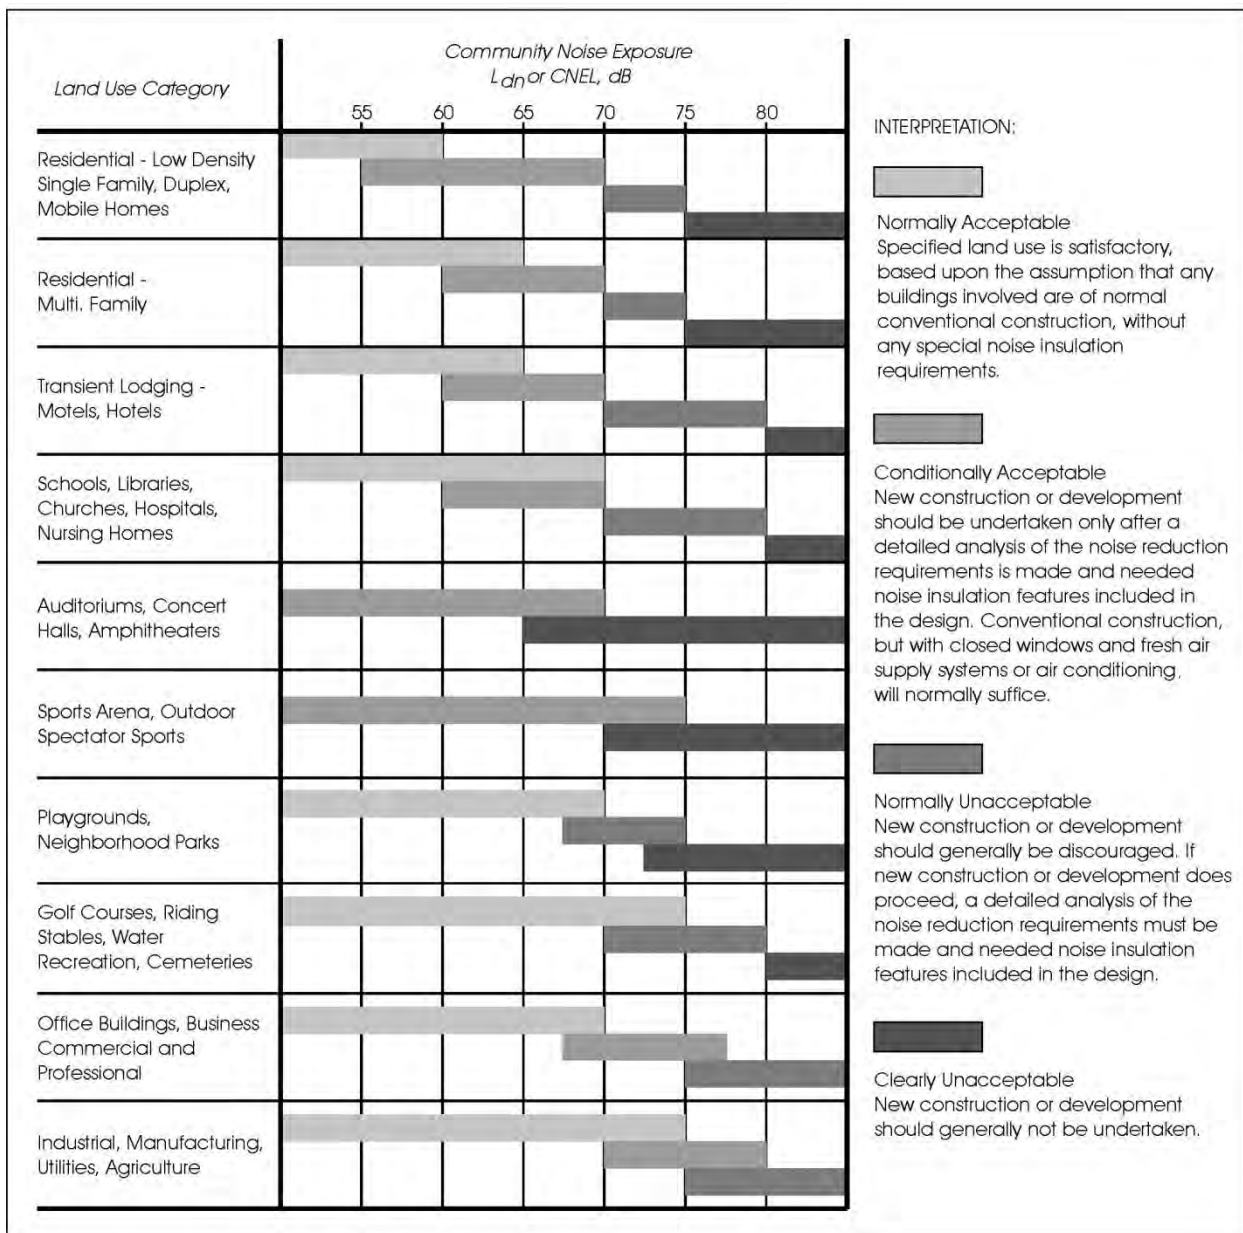 Land Use Category
Community Noise Exposure
Ldn or CNEL, dB
55 60 65 70 75 80
Residential - Low Density
Single Family, Duplex,
Mobile Homes
Residential -
Multi. Family
Transient Lodging -
Motels, Hotels
Schools, Libraries,
Churches, Hospitals,
Nursing Homes
Auditoriums, Concert
Halls, Amphitheaters
Sports Arena, Outdoor
Spectator Sports
Playgrounds,
Neighborhood Parks
Golf Courses, Riding
Stables, Water
Recreation, Cemeteries
Office Buildings, Business
Commercial and
Professional
Industrial, Manufacturing,
Utilities, Agriculture
INTERPRETATION:
Normally Acceptable
Specified land use is satisfactory,
based upon the assumption that any
buildings involved are of normal
conventional construction, without
any special noise insulation
requirements.
Conditionally Acceptable
New construction or development
should be undertaken only after a
detailed analysis of the noise reduction
requirements is made and needed
noise insulation features included in
the design. Conventional construction,
but with closed windows and fresh air
supply systems or air conditioning
will normally suffice.
Normally Unacceptable
New construction or development
should generally be discouraged. If
new construction or development does
proceed, a detailed analysis of the
noise reduction requirements must be
made and needed noise insulation
features included in the design.
Clearly Unacceptable
New construction or development
should generally not be undertaken.